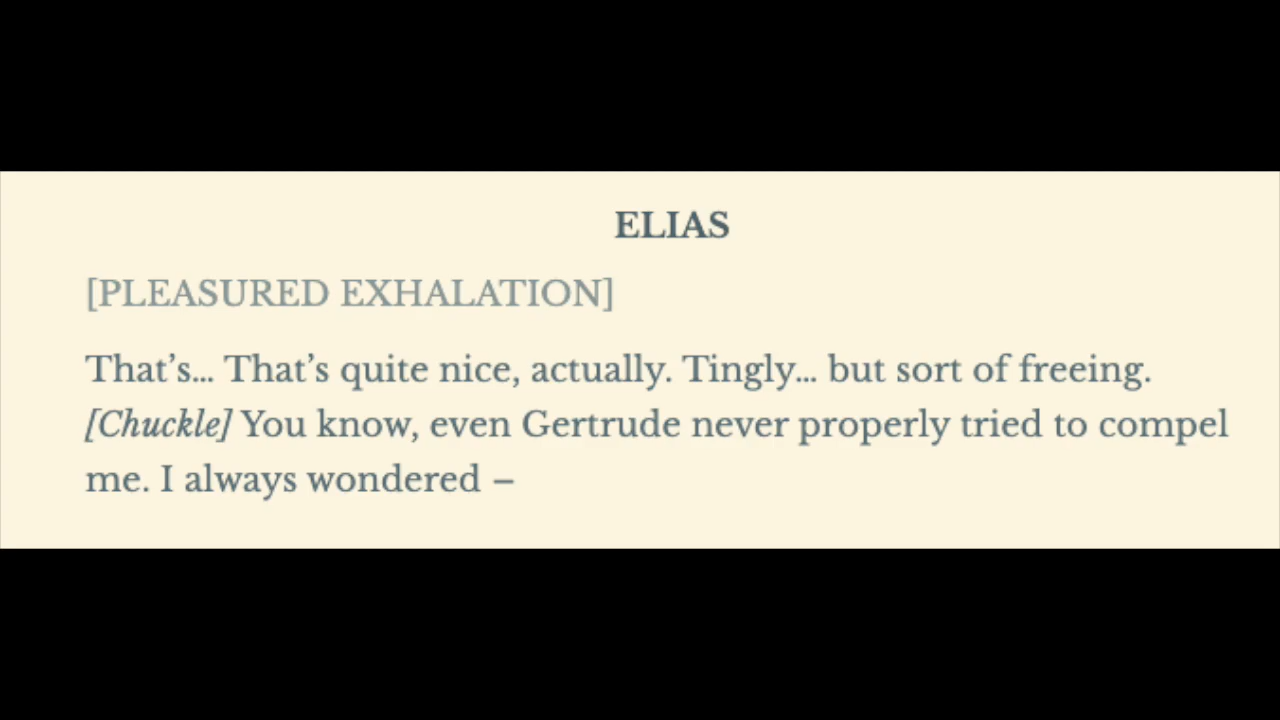 ELIAS
[PLEASURED EXHALATION]
That’s… That’s quite nice, actually. Tingly… but sort of freeing.
[Chuckle] You know, even Gertrude never properly tried to compel
me. I always wondered –